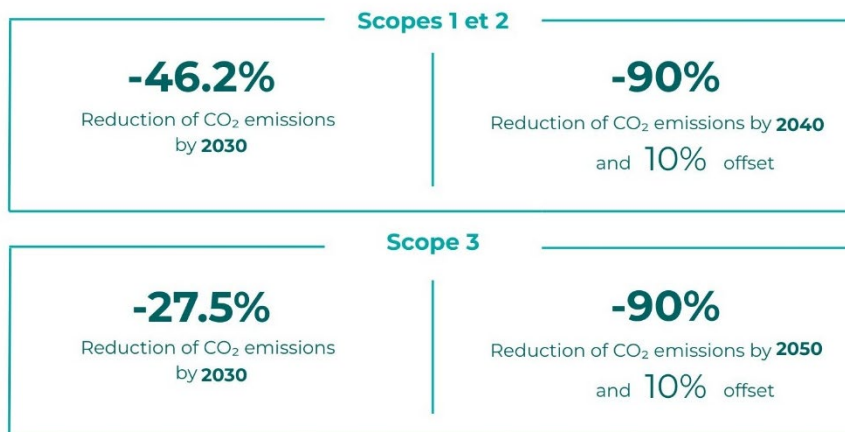 Scopes 1 et 2
-46.2%
Reduction of CO₂ emissions
by 2030
-90%
Reduction of CO₂ emissions by 2040
and 10% offset
Scope 3
-27.5%
Reduction of CO₂ emissions
by 2030
-90%
Reduction of CO₂ emissions by 2050
and 10% offset